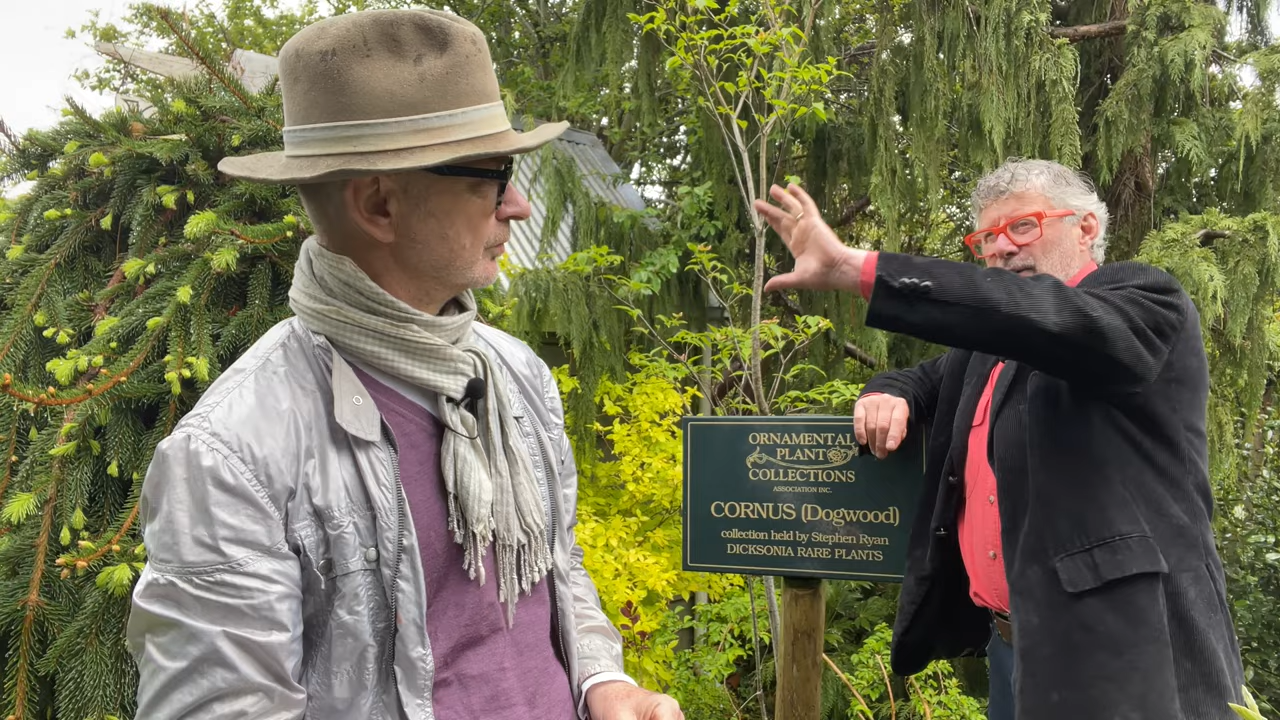 ORNAMENTAL
PLANT
COLLECTIONS
ASSOCIATION INC.
CORNUS (Dogwood)
collection held by Stephen Ryan
DICKSONIA RARE PLANTS